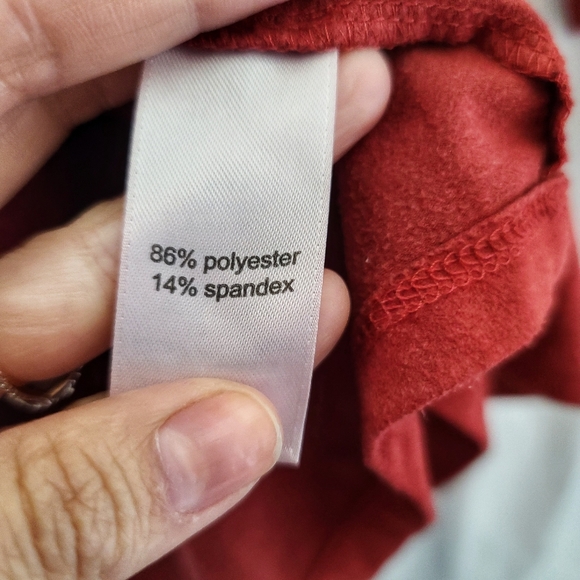 86% polyester
14% spandex